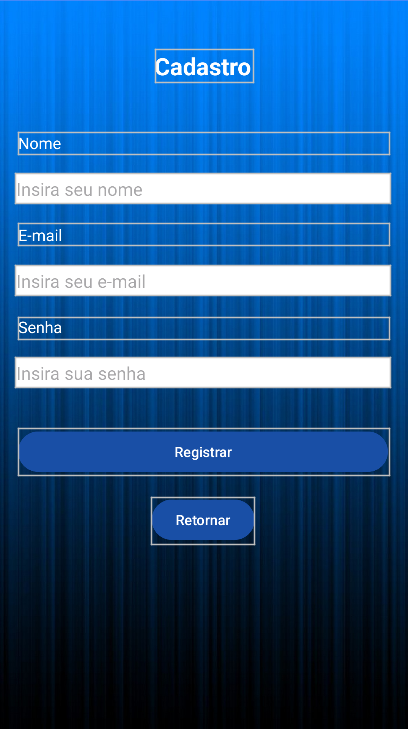 Cadastro
Nome
Insira seu nome
E-mail
Insira seu e-mail
Senha
Insira sua senha
Registrar
Retornar